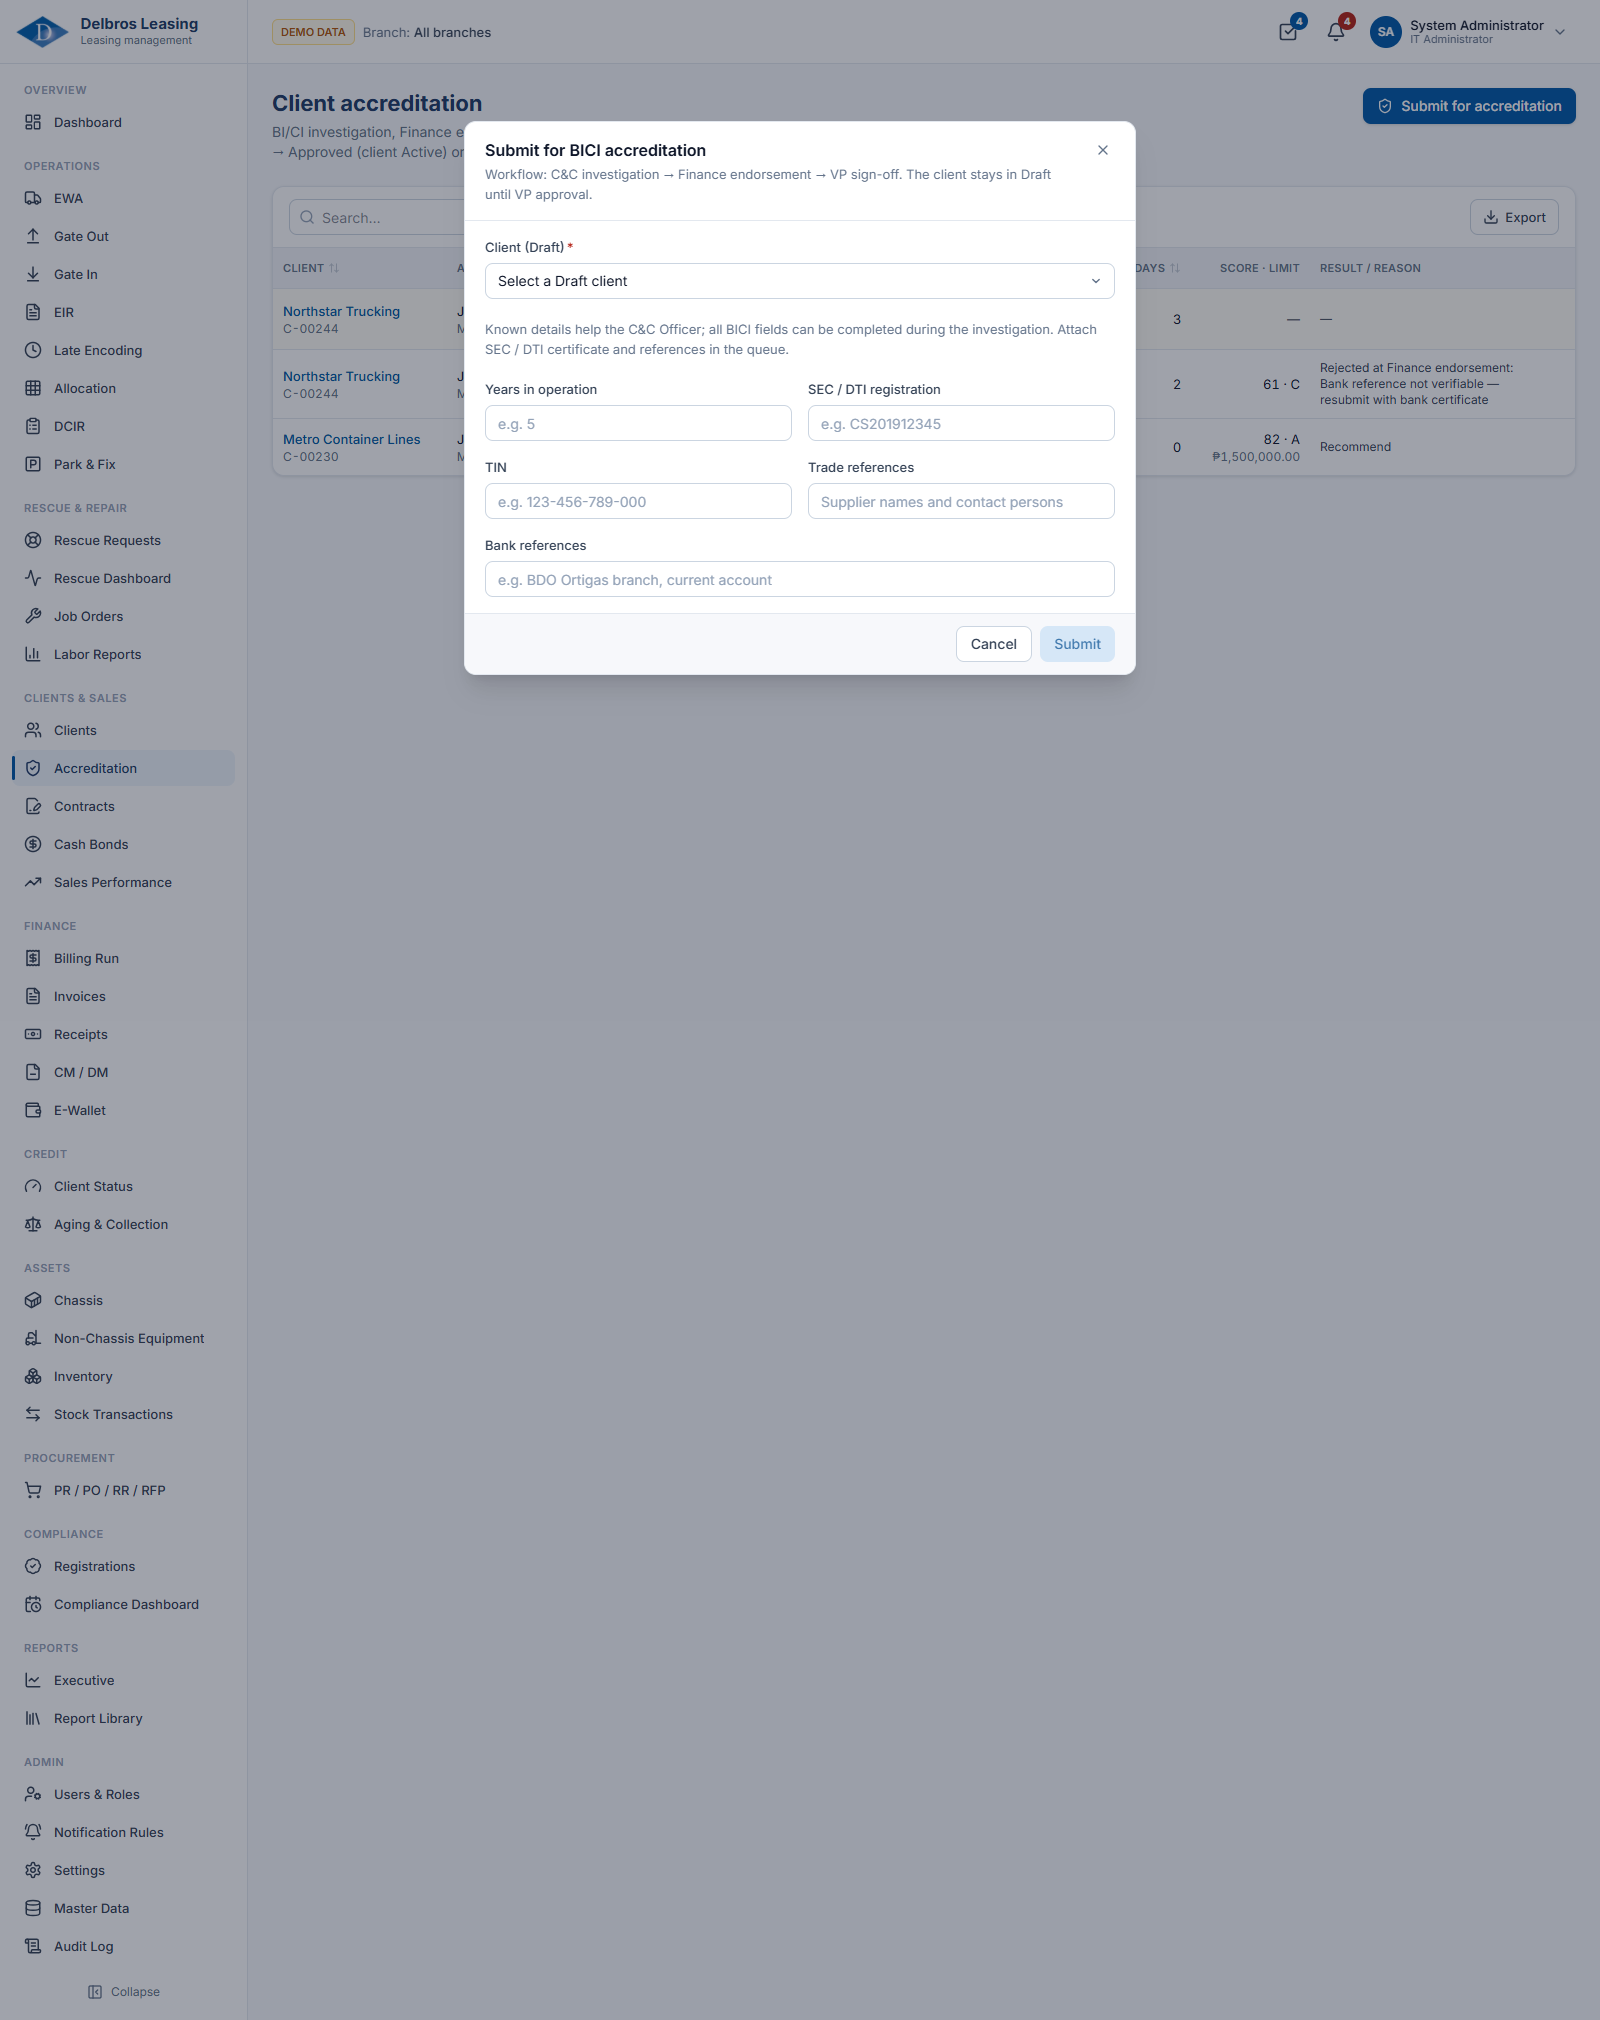 Delbros Leasing
Leasing management
DEMO DATA
Branch: All branches
4
4
SA
System Administrator
IT Administrator
OVERVIEW
Dashboard
OPERATIONS
EWA
Gate Out
Gate In
EIR
Late Encoding
Allocation
DCIR
Park & Fix
RESCUE & REPAIR
Rescue Requests
Rescue Dashboard
Job Orders
Labor Reports
CLIENTS & SALES
Clients
Accreditation
Contracts
Cash Bonds
Sales Performance
FINANCE
Billing Run
Invoices
Receipts
CM / DM
E-Wallet
CREDIT
Client Status
Aging & Collection
ASSETS
Chassis
Non-Chassis Equipment
Inventory
Stock Transactions
PROCUREMENT
PR / PO / RR / RFP
COMPLIANCE
Registrations
Compliance Dashboard
REPORTS
Executive
Report Library
ADMIN
Users & Roles
Notification Rules
Settings
Master Data
Audit Log
Collapse
Client accreditation
BI/CI investigation, Finance e
→ Approved (client Active) or
Submit for accreditation
Search...
Export
CLIENT
DAYS
SCORE · LIMIT
RESULT / REASON
Northstar Trucking
C-00244
3
—
—
Northstar Trucking
C-00244
2
61 · C
Rejected at Finance endorsement:
Bank reference not verifiable —
resubmit with bank certificate
Metro Container Lines
C-00230
0
82 · A
₱1,500,000.00
Recommend
Submit for BICI accreditation
Workflow: C&C investigation → Finance endorsement → VP sign-off. The client stays in Draft
until VP approval.
Client (Draft) *
Select a Draft client
Known details help the C&C Officer; all BICI fields can be completed during the investigation. Attach
SEC / DTI certificate and references in the queue.
Years in operation
e.g. 5
SEC / DTI registration
e.g. CS201912345
TIN
e.g. 123-456-789-000
Trade references
Supplier names and contact persons
Bank references
e.g. BDO Ortigas branch, current account
Cancel
Submit